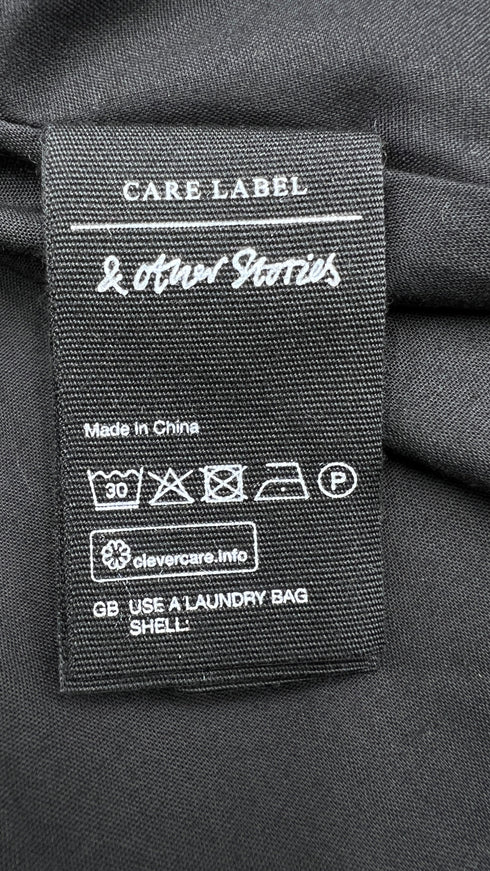 CARE LABEL
& other Stories
Made in China
30 P
clevercare.info
GB USE A LAUNDRY BAG
SHELL: